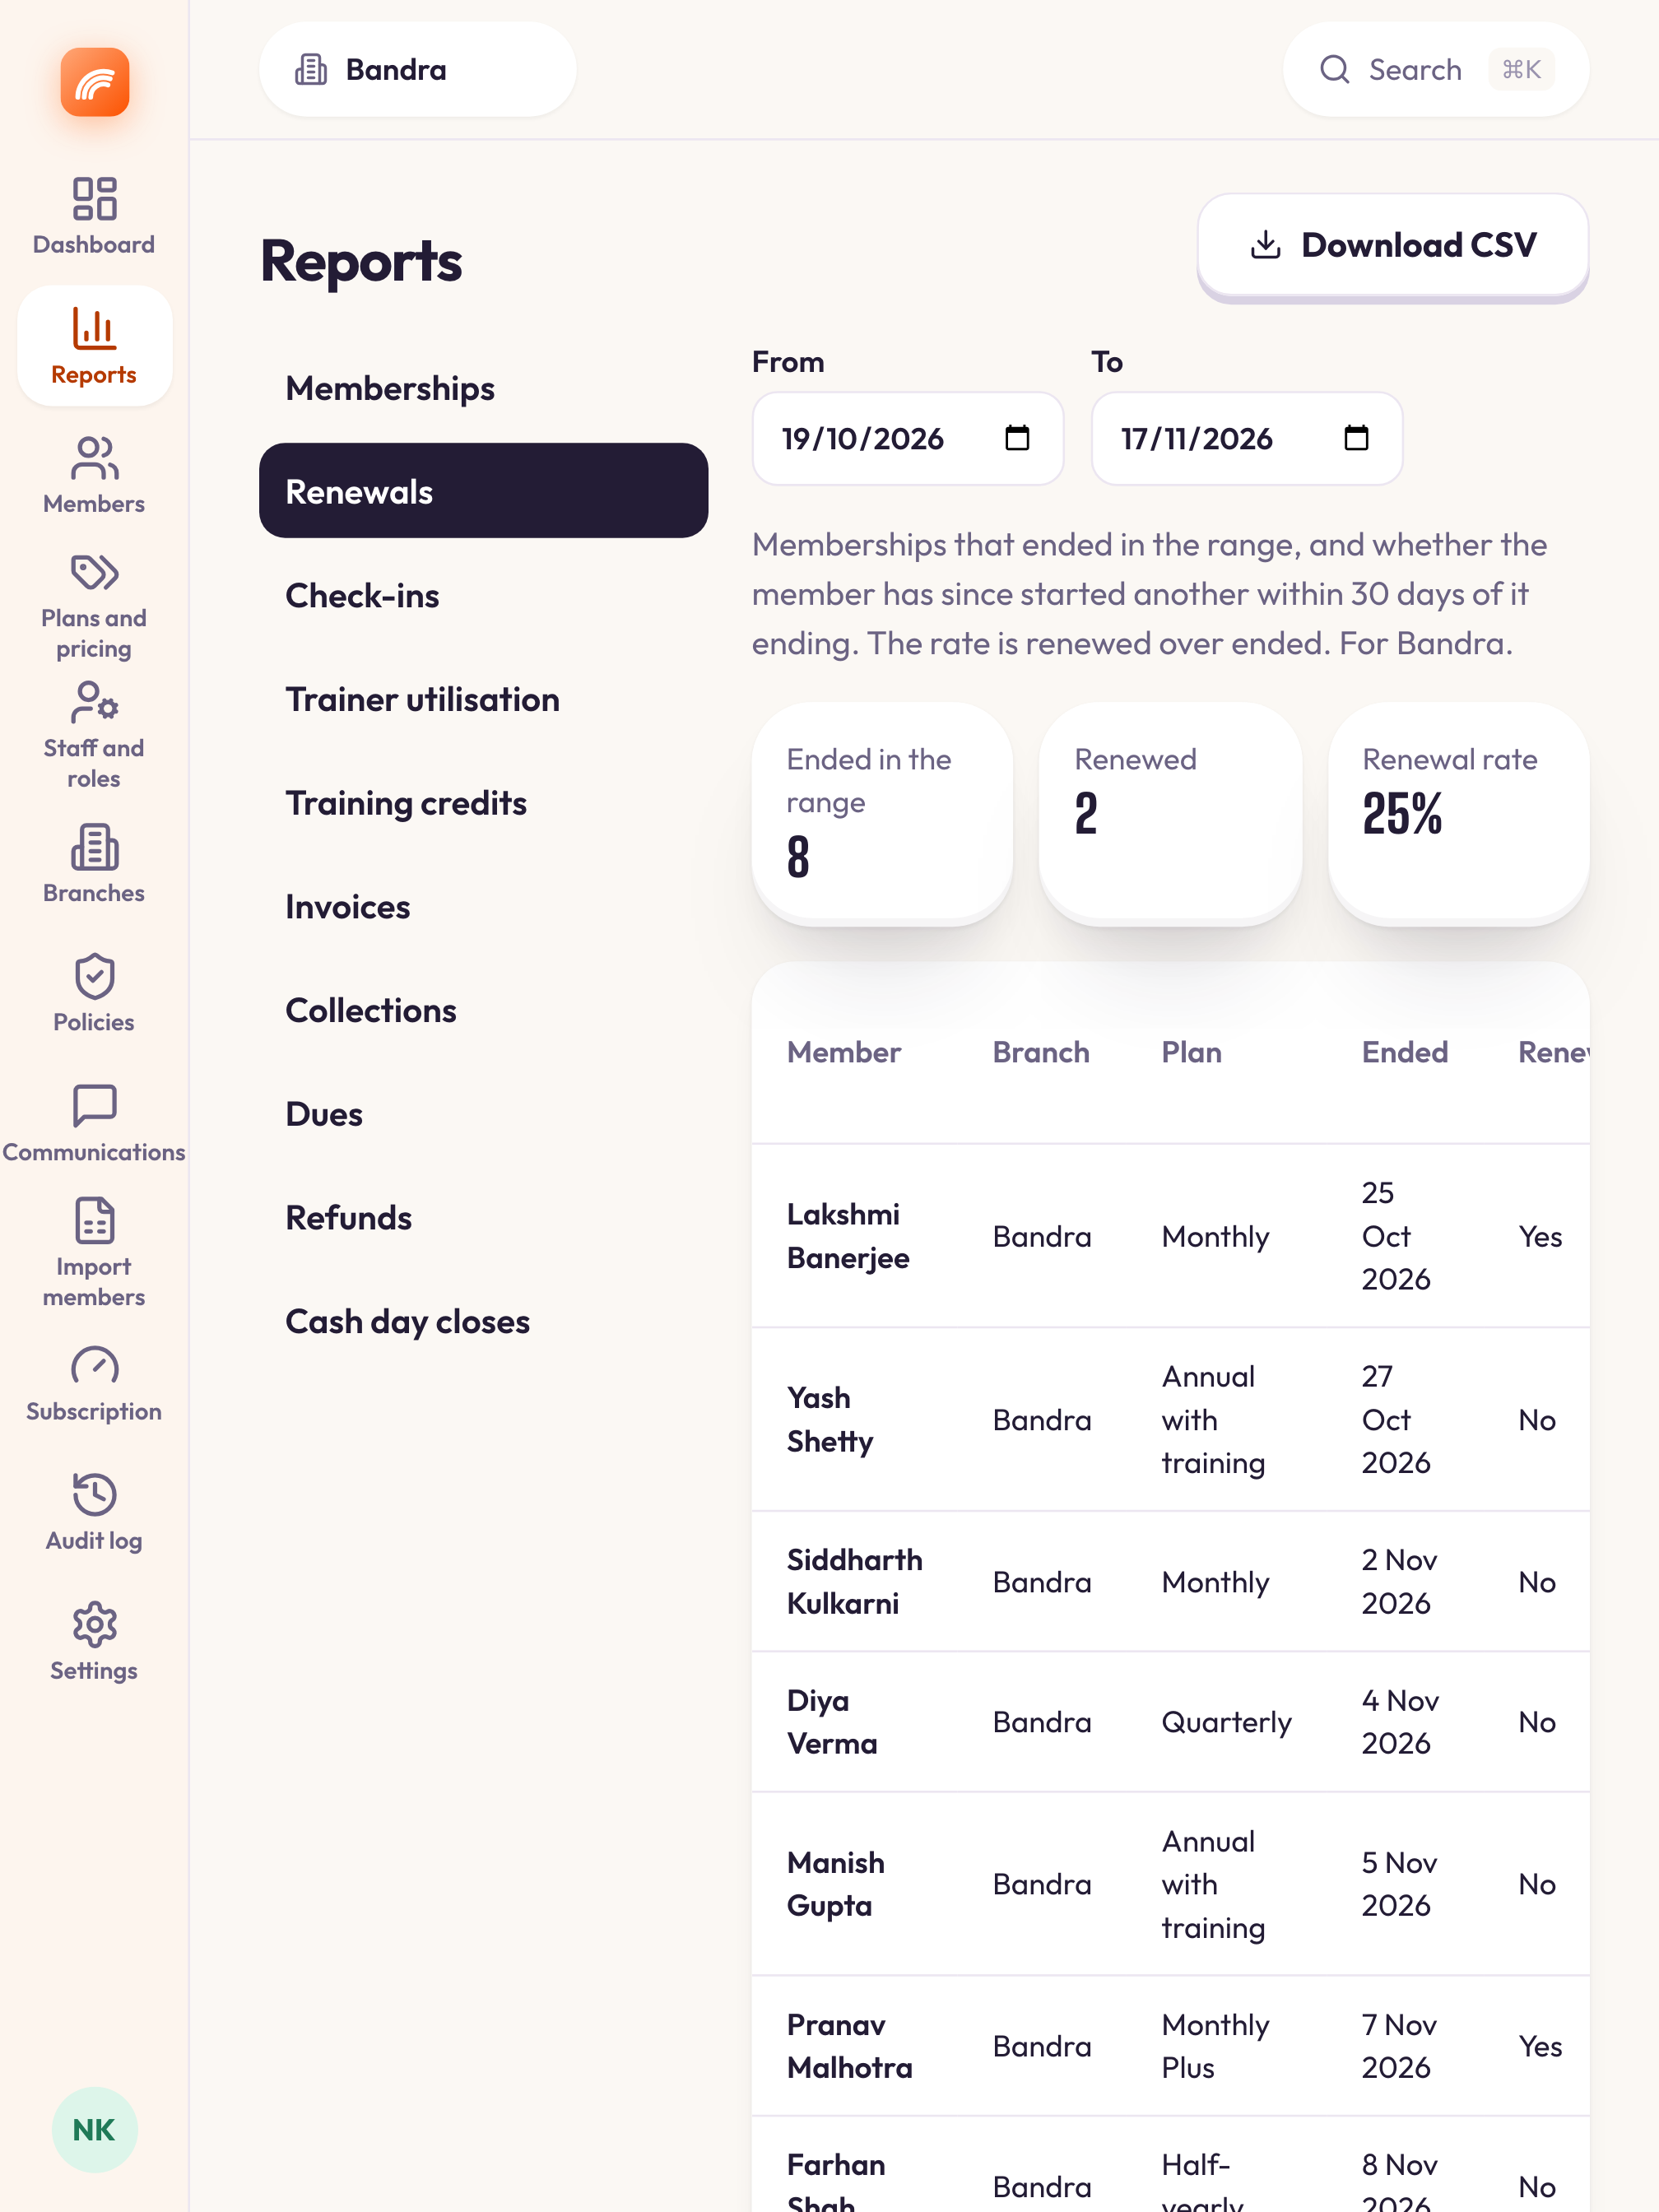 Bandra
Search ⌘K
Dashboard
Reports
Members
Plans and
pricing
Staff and
roles
Branches
Policies
Communications
Import
members
Subscription
Audit log
Settings
NK
Reports
Download CSV
Memberships
Renewals
Check-ins
Trainer utilisation
Training credits
Invoices
Collections
Dues
Refunds
Cash day closes
From
To
19/10/2026
17/11/2026
Memberships that ended in the range, and whether the
member has since started another within 30 days of it
ending. The rate is renewed over ended. For Bandra.
Ended in the
range
8
Renewed
2
Renewal rate
25%
Member Branch Plan Ended
Lakshmi
Banerjee
Bandra
Monthly
25
Oct
2026
Yes
Yash
Shetty
Bandra
Annual
with
training
27
Oct
2026
No
Siddharth
Kulkarni
Bandra
Monthly
2 Nov
2026
No
Diya
Verma
Bandra
Quarterly
4 Nov
2026
No
Manish
Gupta
Bandra
Annual
with
training
5 Nov
2026
No
Pranav
Malhotra
Bandra
Monthly
Plus
7 Nov
2026
Yes
Farhan
Shah
Bandra
Half-
yearly
8 Nov
2026
No